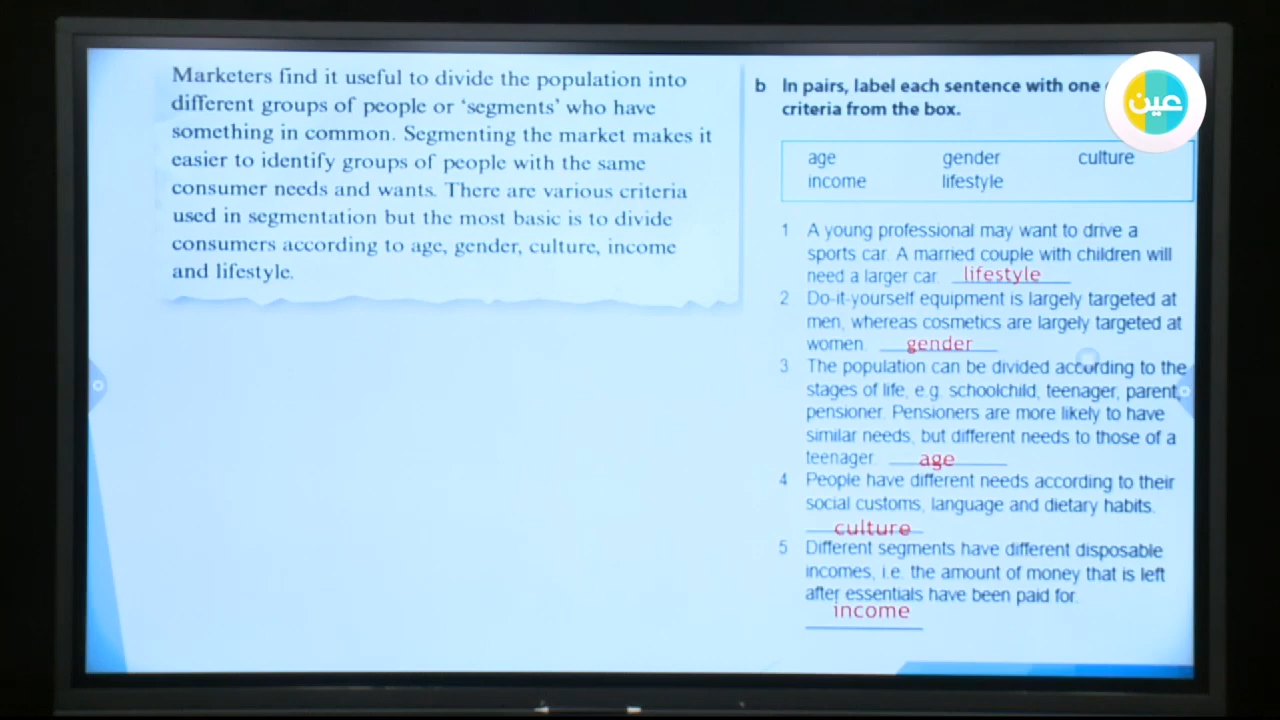 Marketers find it useful to divide the population into
different groups of people or ‘segments‘ who have
something in common. Segmenting the market makes it
easier to identify groups of people with the same
consumer needs and wants. There are various criteria
used in segmentation but the most basic is to divide
consumers according to age, gender, culture, income
and lifestyle.
b In pairs, label each sentence with one
criteria from the box.
age gender culture
income lifestyle
1 A young professional may want to drive a
sports car. A married couple with children will
need a larger car. lifestyle
2 Do-it-yourself equipment is largely targeted at
men, whereas cosmetics are largely targeted at
women. gender
3 The population can be divided according to the
stages of life, e.g. schoolchild, teenager, parent,
pensioner. Pensioners are more likely to have
similar needs, but different needs to those of a
teenager. age
4 People have different needs according to their
social customs, language and dietary habits.
culture
5 Different segments have different disposable
incomes, i.e. the amount of money that is left
after essentials have been paid for.
income
عين